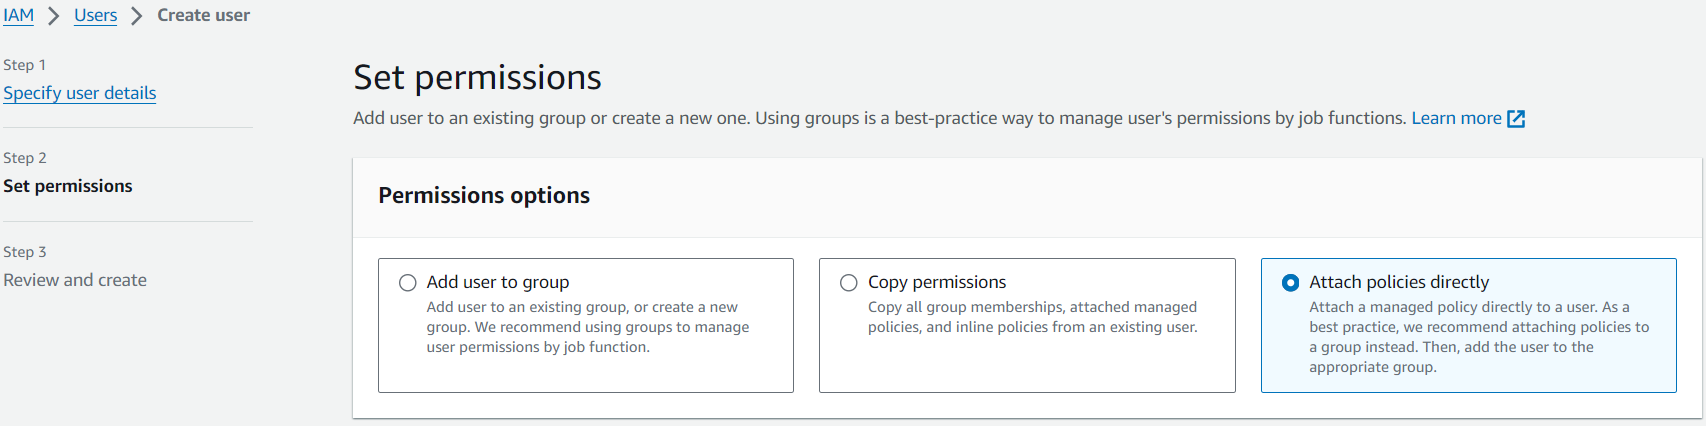 IAM > Users > Create user
Step 1
Specify user details
Step 2
Set permissions
Step 3
Review and create
Set permissions
Add user to an existing group or create a new one. Using groups is a best-practice way to manage user's permissions by job functions. Learn more
Permissions options
Add user to group
Add user to an existing group, or create a new
group. We recommend using groups to manage
user permissions by job function.
Copy permissions
Copy all group memberships, attached managed
policies, and inline policies from an existing user.
Attach policies directly
Attach a managed policy directly to a user. As a
best practice, we recommend attaching policies to
a group instead. Then, add the user to the
appropriate group.